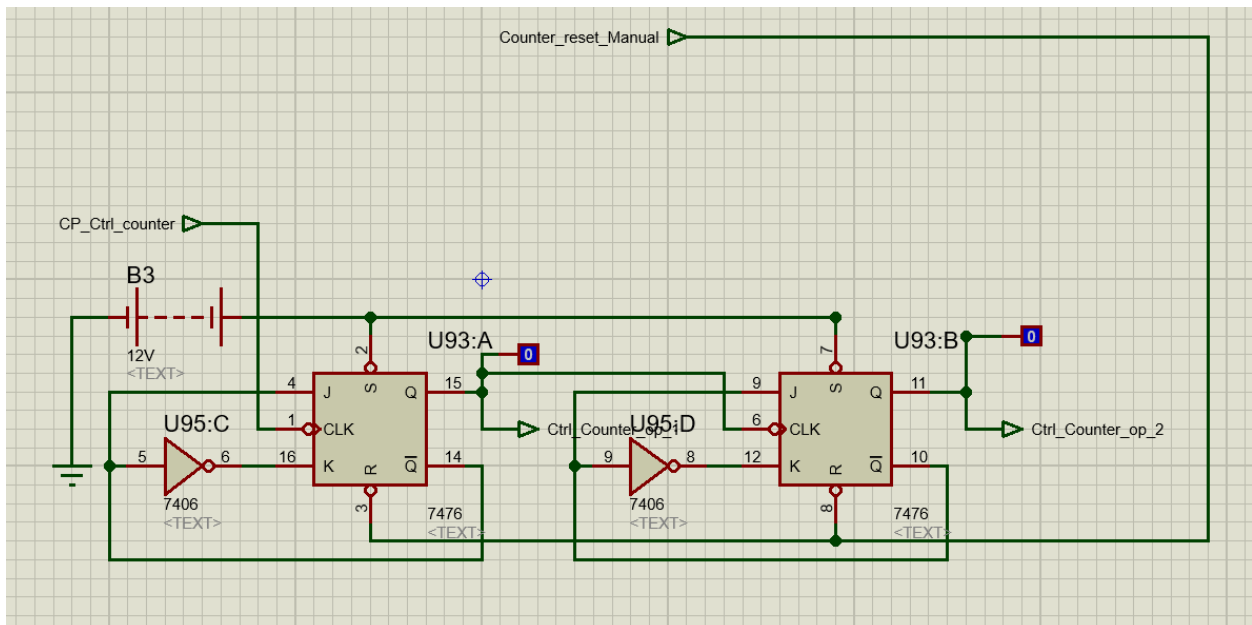 Counter_reset_Manual
CP_Ctrl_counter
B3
12V
<TEXT>
U93:A
0
2
S
4
J
Q
15
1
CLK
Ctrl_Counter_op_1
U95:C
5
6
16
K
R
Q
14
7406
<TEXT>
3
7476
<TEXT>
U93:B
0
7
S
9
J
Q
11
6
CLK
Ctrl_Counter_op_2
U95:D
9
8
12
K
R
Q
10
7406
<TEXT>
8
7476
<TEXT>